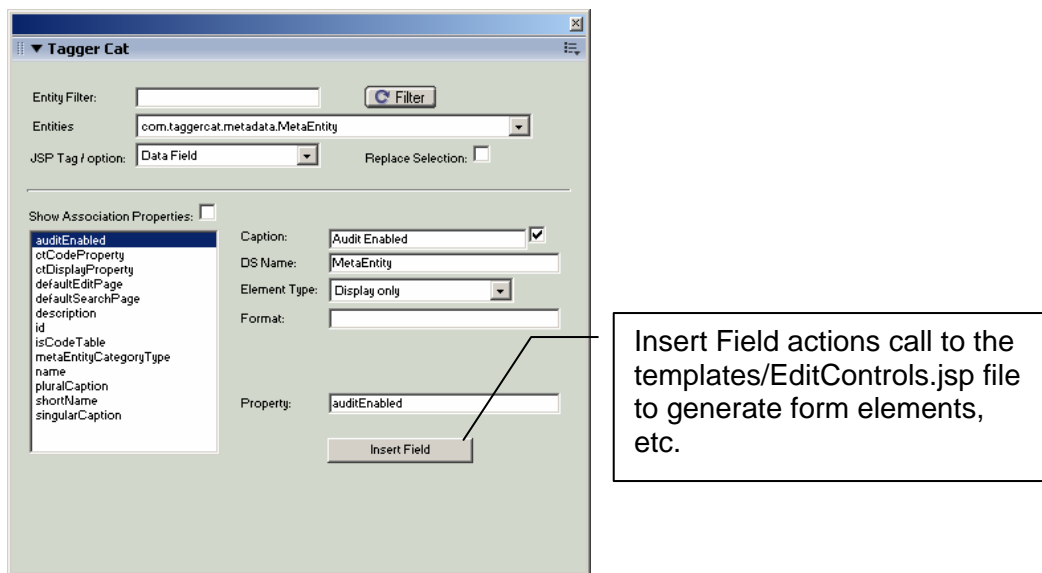 Tagger Cat
Entity Filter:
Filter
Entities
com.taggercat.metadata.MetaEntity
JSP Tag / option:
Data Field
Replace Selection:
Show Association Properties:
auditEnabled
ctCodeProperty
ctDisplayProperty
defaultEditPage
defaultSearchPage
description
id
isCodeTable
metaEntityCategoryType
name
pluralCaption
shortName
singularCaption
Caption:
Audit Enabled
DS Name:
MetaEntity
Element Type:
Display only
Format:
Property:
auditEnabled
Insert Field
Insert Field actions call to the
templates/EditControls.jsp file
to generate form elements,
etc.